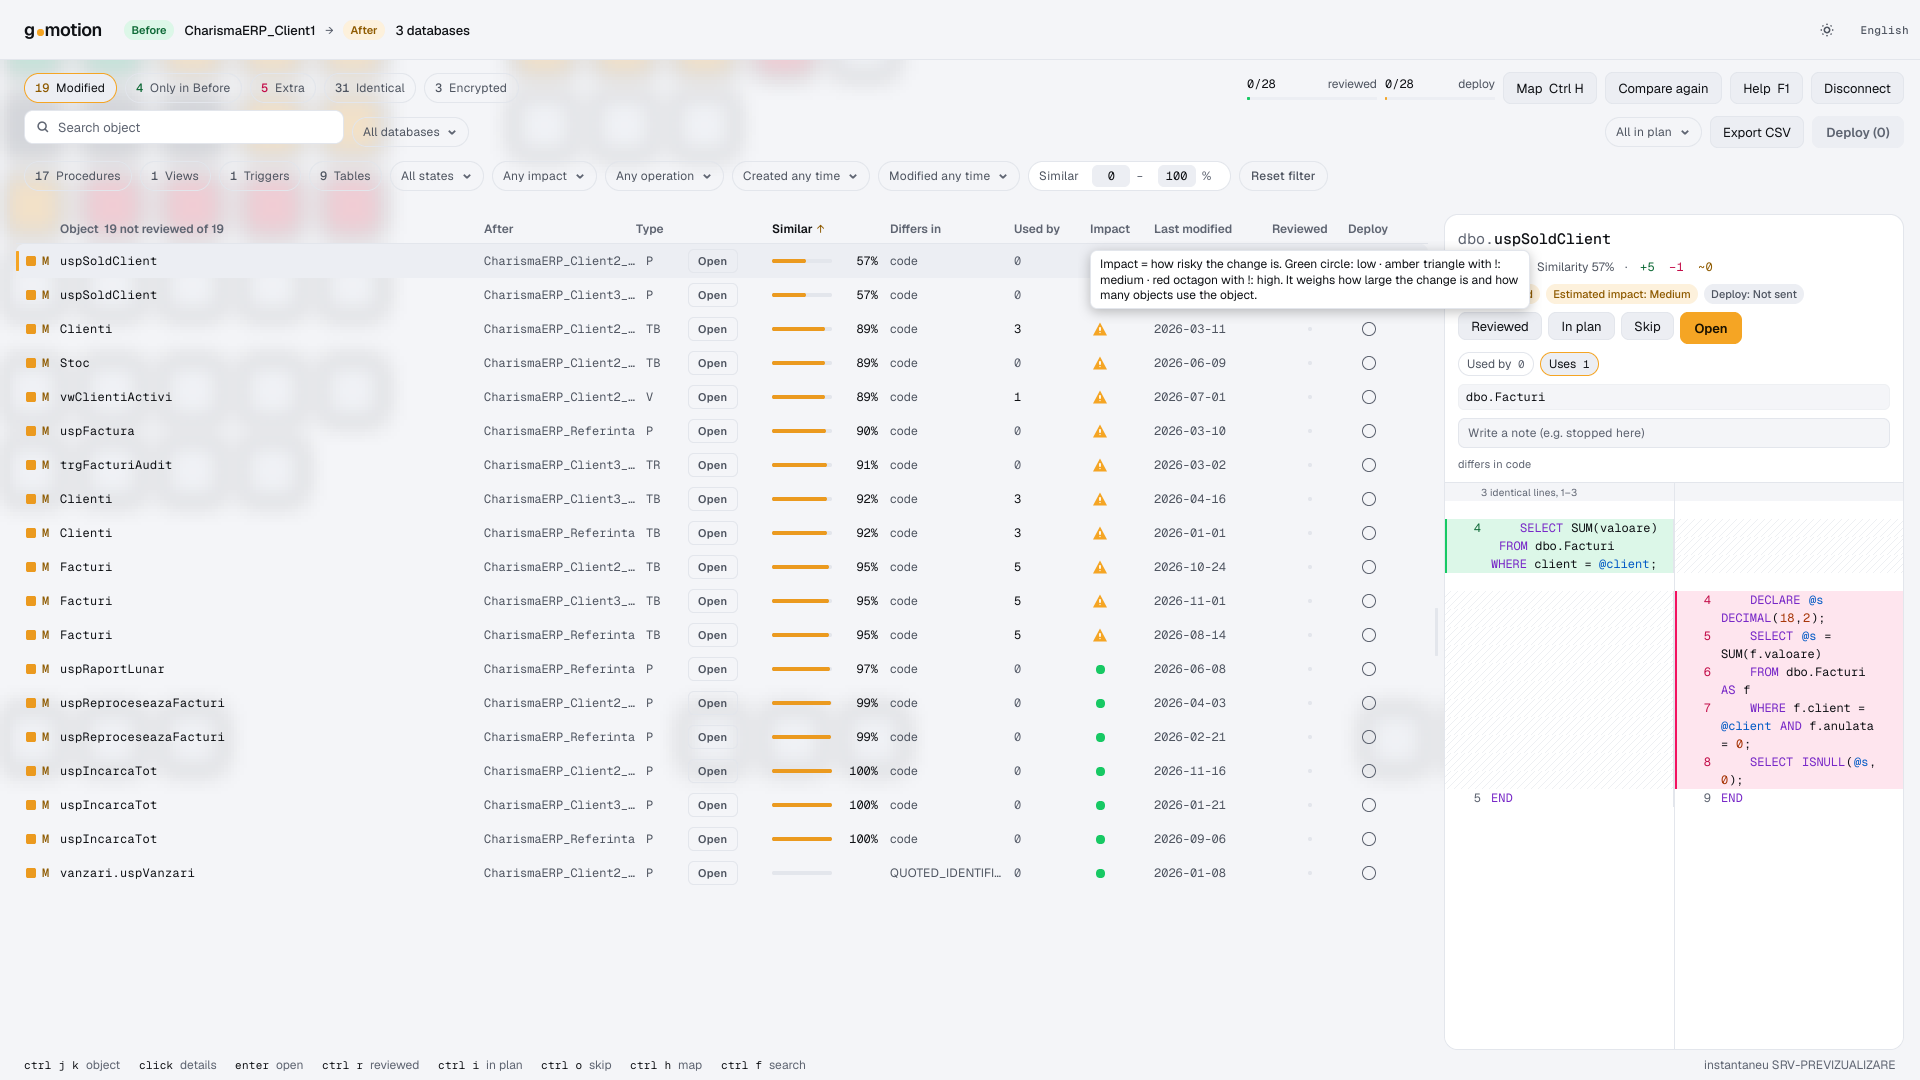 g motion Before CharismaERP_Client1 → After 3 databases English
19 Modified 4 Only in Before 5 Extra 31 Identical 3 Encrypted 0/28 reviewed 0/28 deploy Map Ctrl H Compare again Help F1 Disconnect
Search object All databases All in plan Export CSV Deploy (0)
17 Procedures 1 Views 1 Triggers 9 Tables All states Any impact Any operation Created any time Modified any time Similar 0 – 100 % Reset filter
Object 19 not reviewed of 19 After Type Similar ↑ Differs in Used by Impact Last modified Reviewed Deploy
M uspSoldClient CharismaERP_Client2_… P Open 57% code 0
M uspSoldClient CharismaERP_Client3_… P Open 57% code 0
M Clienti CharismaERP_Client2_… TB Open 89% code 3 2026-03-11
M Stoc CharismaERP_Client2_… TB Open 89% code 0 2026-06-09
M vwClientiActivi CharismaERP_Client2_… V Open 89% code 1 2026-07-01
M uspFactura CharismaERP_Referinta P Open 90% code 0 2026-03-10
M trgFacturiAudit CharismaERP_Client3_… TR Open 91% code 0 2026-03-02
M Clienti CharismaERP_Client3_… TB Open 92% code 3 2026-04-16
M Clienti CharismaERP_Referinta TB Open 92% code 3 2026-01-01
M Facturi CharismaERP_Client2_… TB Open 95% code 5 2026-10-24
M Facturi CharismaERP_Client3_… TB Open 95% code 5 2026-11-01
M Facturi CharismaERP_Referinta TB Open 95% code 5 2026-08-14
M uspRaportLunar CharismaERP_Referinta P Open 97% code 0 2026-06-08
M uspReproceseazaFacturi CharismaERP_Client2_… P Open 99% code 0 2026-04-03
M uspReproceseazaFacturi CharismaERP_Referinta P Open 99% code 0 2026-02-21
M uspIncarcaTot CharismaERP_Client2_… P Open 100% code 0 2026-11-16
M uspIncarcaTot CharismaERP_Client3_… P Open 100% code 0 2026-01-21
M uspIncarcaTot CharismaERP_Referinta P Open 100% code 0 2026-09-06
M vanzari.uspVanzari CharismaERP_Client2_… P Open QUOTED_IDENTIFI… 0 2026-01-08
Impact = how risky the change is. Green circle: low · amber triangle with !:
medium · red octagon with !: high. It weighs how large the change is and how
many objects use the object.
dbo.uspSoldClient
Similarity 57% · +5 −1 ~0
Estimated impact: Medium Deploy: Not sent
Reviewed In plan Skip Open
Used by 0 Uses 1
dbo.Facturi
Write a note (e.g. stopped here)
differs in code
3 identical lines, 1–3
4 SELECT SUM(valoare)
FROM dbo.Facturi
WHERE client = @client;
4 DECLARE @s
DECIMAL(18,2);
5 SELECT @s =
SUM(f.valoare)
6 FROM dbo.Facturi
AS f
7 WHERE f.client =
@client AND f.anulata
= 0;
8 SELECT ISNULL(@s,
0);
5 END 9 END
ctrl j k object click details enter open ctrl r reviewed ctrl i in plan ctrl o skip ctrl h map ctrl f search instantaneu SRV-PREVIZUALIZARE